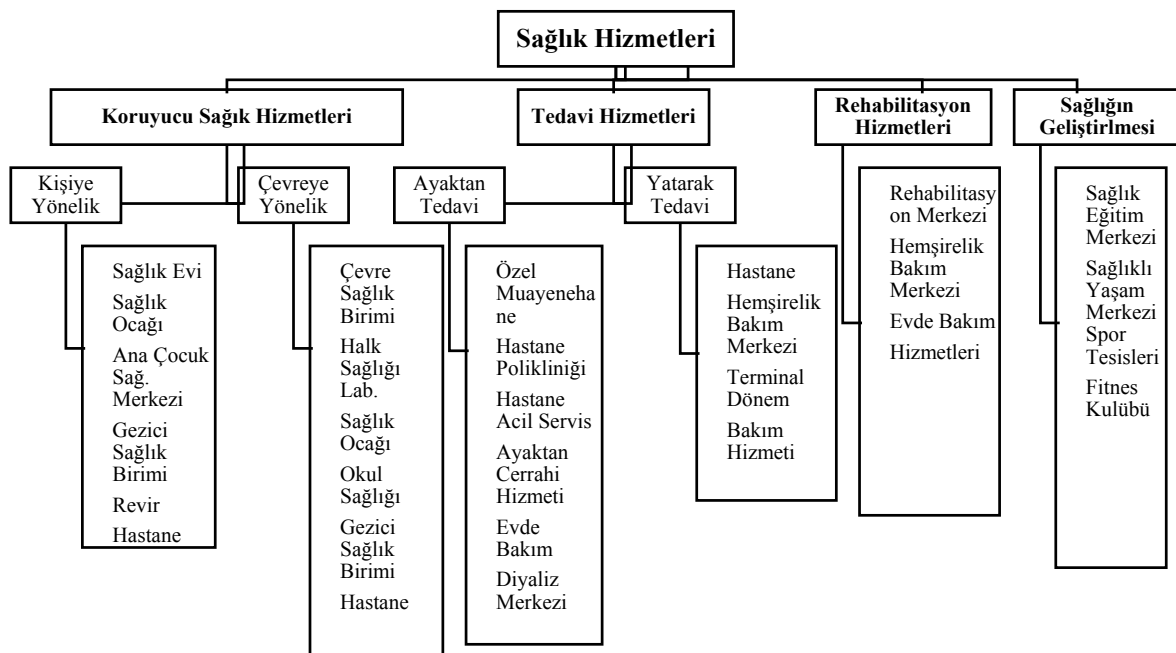 Sağlık Hizmetleri
Koruyucu Sağık Hizmetleri
Tedavi Hizmetleri
Rehabilitasyon
Hizmetleri
Sağlığın
Geliştirlmesi
Kişiye
Yönelik
Çevreye
Yönelik
Ayaktan
Tedavi
Yatarak
Tedavi
Sağlık Evi
Sağlık
Ocağı
Ana Çocuk
Sağ.
Merkezi
Gezici
Sağlık
Birimi
Revir
Hastane
Çevre
Sağlık
Birimi
Halk
Sağlığı
Lab.
Sağlık
Ocağı
Okul
Sağlığı
Gezici
Sağlık
Birimi
Hastane
Özel
Muayeneha
ne
Hastane
Polikliniği
Hastane
Acil Servis
Ayaktan
Cerrahi
Hizmeti
Evde
Bakım
Diyaliz
Merkezi
Hastane
Hemşirelik
Bakım
Merkezi
Terminal
Dönem
Bakım
Hizmeti
Rehabilitasy
on Merkezi
Hemşirelik
Bakım
Merkezi
Evde Bakım
Hizmetleri
Sağlık
Eğitim
Merkezi
Sağlıklı
Yaşam
Merkezi
Spor
Tesisleri
Fitnes
Kulübü